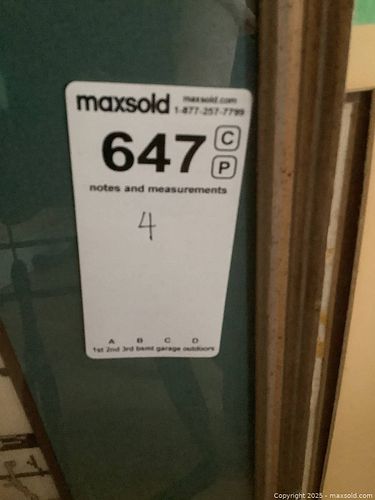 maxsold maxsold.com
1-877-257-7799
647 C
P
notes and measurements
4
A B C D
1st 2nd 3rd bsmt garage outdoors
Copyright 2025 - maxsold.com